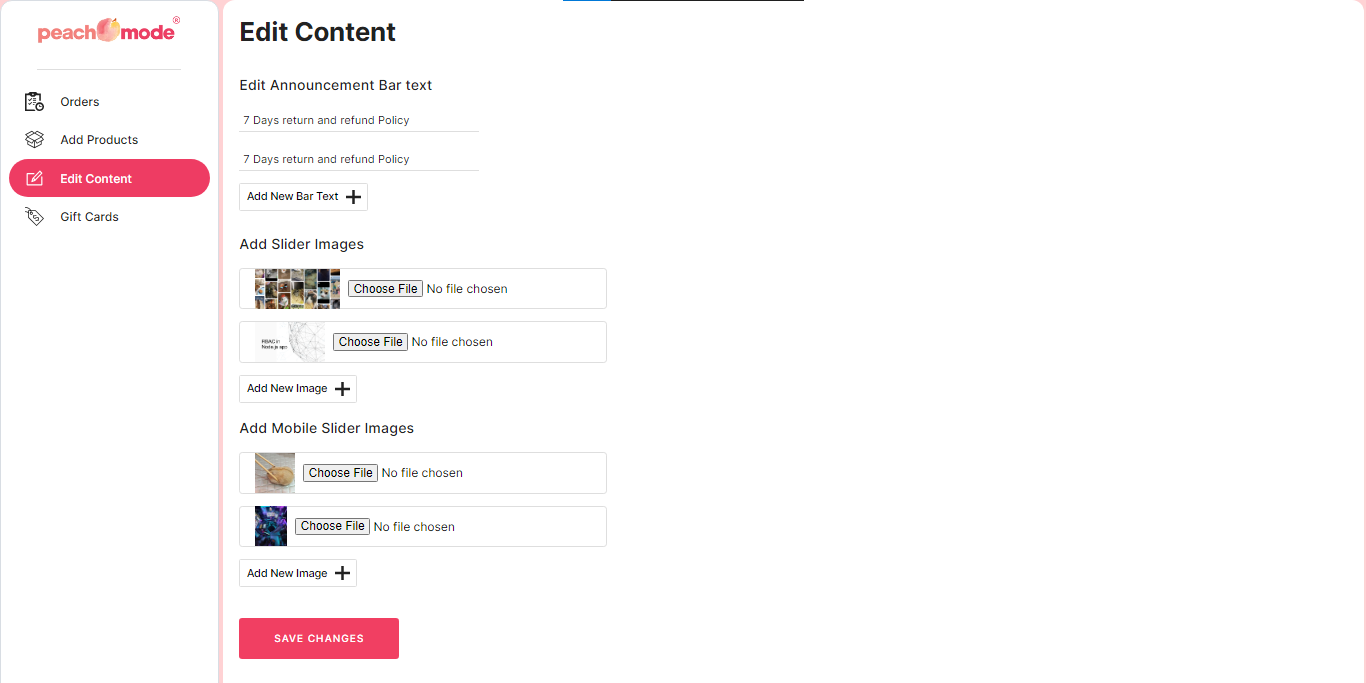 peachmode®
Edit Content
Orders
Add Products
Edit Content
Gift Cards
Edit Announcement Bar text
7 Days return and refund Policy
7 Days return and refund Policy
Add New Bar Text
Add Slider Images
Choose File No file chosen
RBAC in
Node.js app
Choose File No file chosen
Add New Image
Add Mobile Slider Images
Choose File No file chosen
Choose File No file chosen
Add New Image
SAVE CHANGES